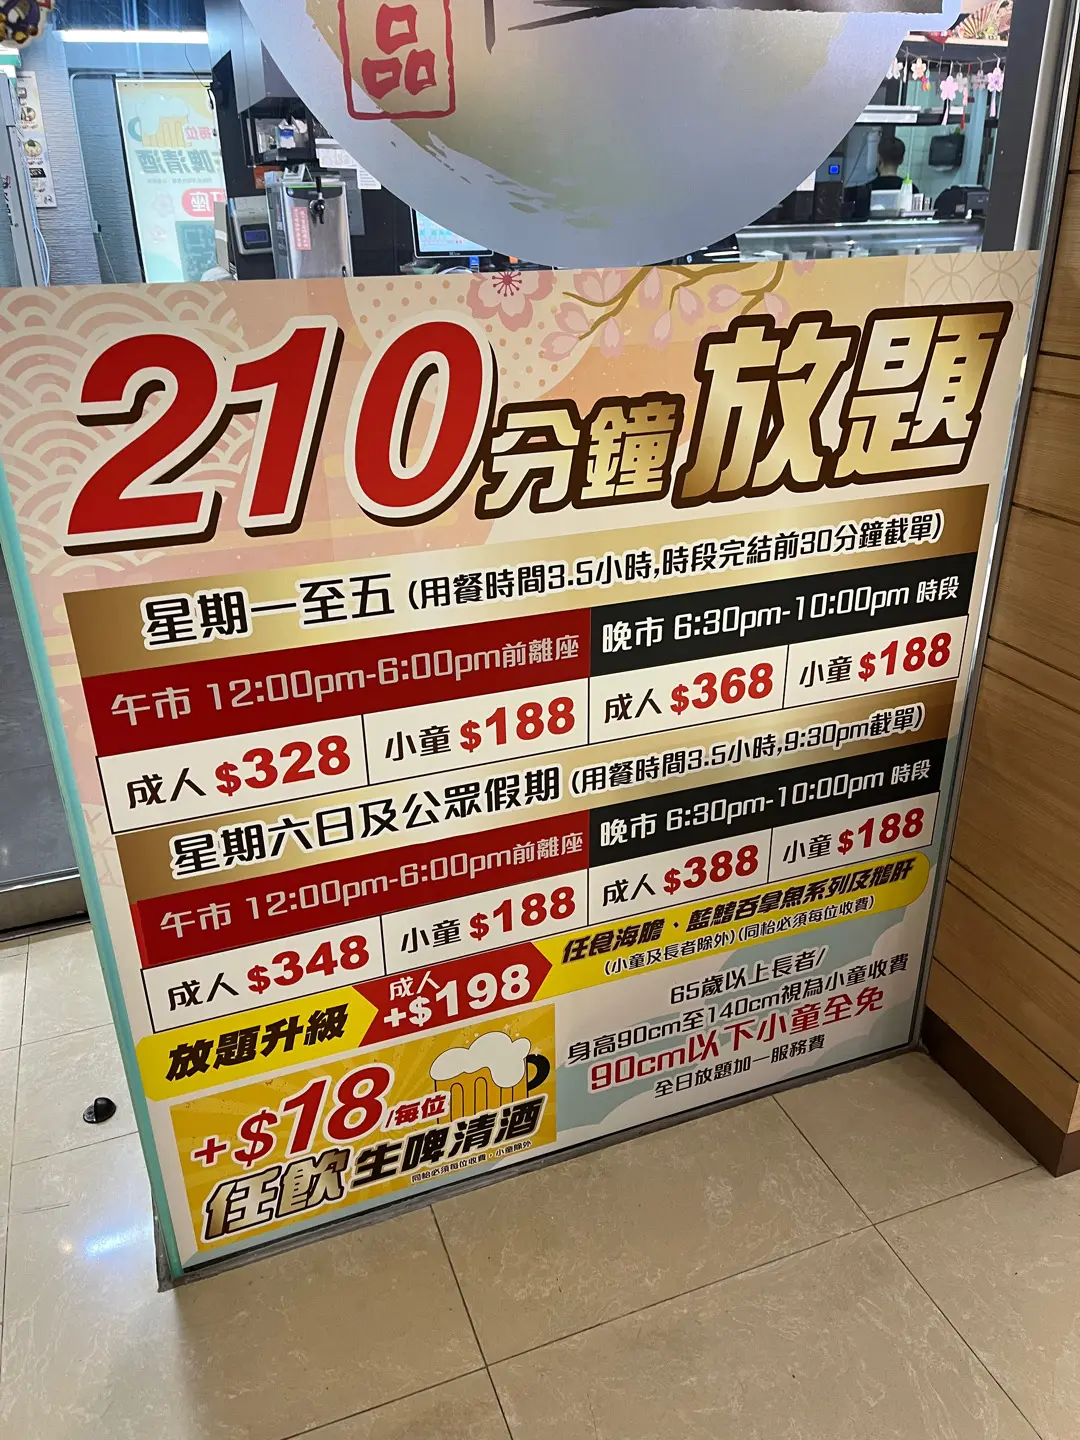 品
每位
生啤清酒
210分鐘放題
星期一至五 (用餐時間3.5小時,時段完結前30分鐘截單)
午市 12:00pm-6:00pm前離座
晚市 6:30pm-10:00pm 時段
成人 $328
小童 $188
成人 $368
小童 $188
星期六日及公眾假期 (用餐時間3.5小時,9:30pm截單)
午市 12:00pm-6:00pm前離座
晚市 6:30pm-10:00pm 時段
成人 $348
小童 $188
成人 $388
小童 $188
放題升級
成人
+$198
任食海膽、藍鰭吞拿魚系列及鵝肝
(小童及長者除外)(同枱必須每位收費)
+$18/每位
任飲生啤清酒
同枱必須每位收費,小童除外
65歲以上長者/
身高90cm至140cm視為小童收費
90cm以下小童全免
全日放題加一服務費